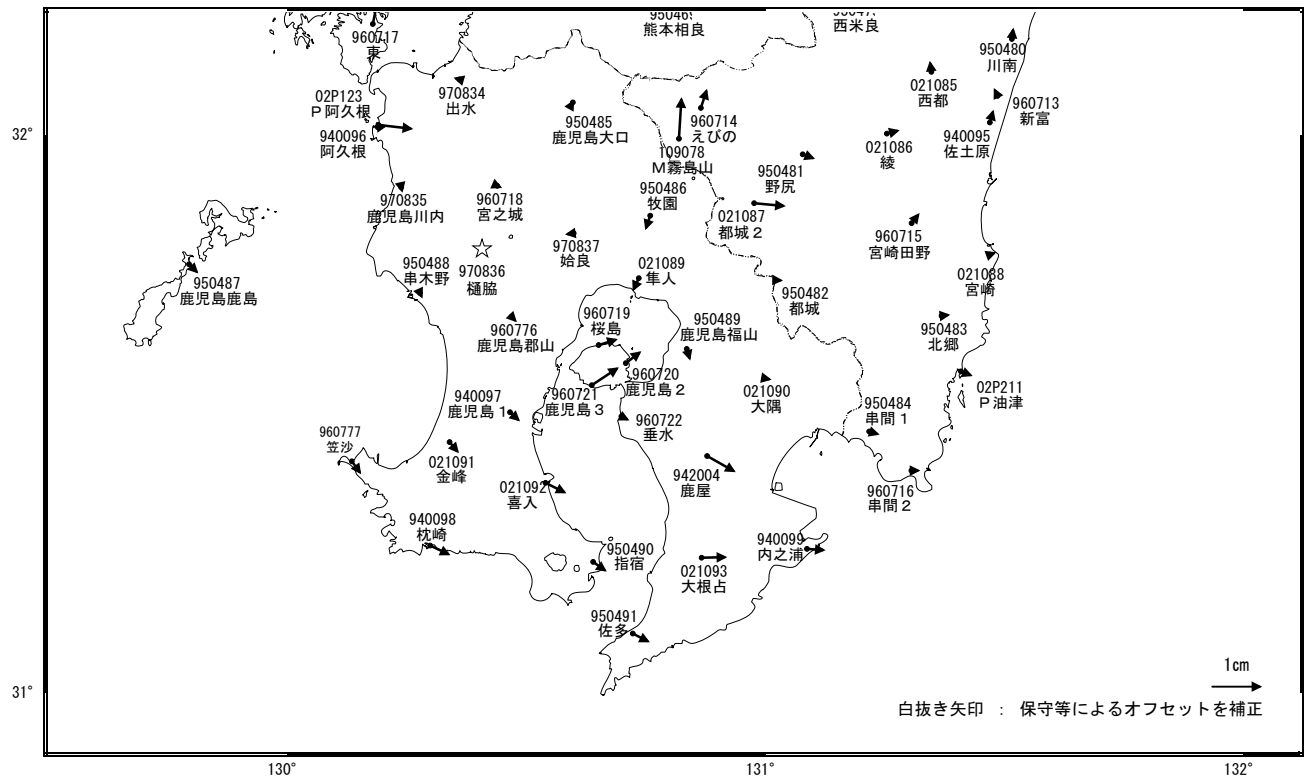 熊本相良
西米良
960717
東
950480
川南
021085
西都
970834
出水
02P123
P阿久根
940096
阿久根
950485
鹿児島大口
960714
えびの
109078
M霧島山
960713
新富
940095
佐土原
021086
綾
32°
950481
野尻
970835
鹿児島川内
960718
宮之城
950486
牧園
021087
都城2
960715
宮崎田野
970837
姶良
950488
串木野
970836
樋脇
021089
隼人
950487
鹿児島鹿島
950482
都城
021088
宮崎
960776
鹿児島郡山
960719
桜島
950489
鹿児島福山
950483
北郷
960720
鹿児島2
960721
鹿児島3
021090
大隅
02P211
P油津
940097
鹿児島1
960722
垂水
950484
串間1
960777
笠沙
021091
金峰
021092
喜入
942004
鹿屋
960716
串間2
940098
枕崎
950490
指宿
021093
大根占
940099
内之浦
950491
佐多
31°
1cm
白抜き矢印 : 保守等によるオフセットを補正
130°
131°
132°